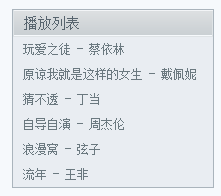 播放列表
玩爱之徒 - 蔡依林
原谅我就是这样的女生 - 戴佩妮
猜不透 - 丁当
自导自演 - 周杰伦
浪漫窝 - 弦子
流年 - 王非